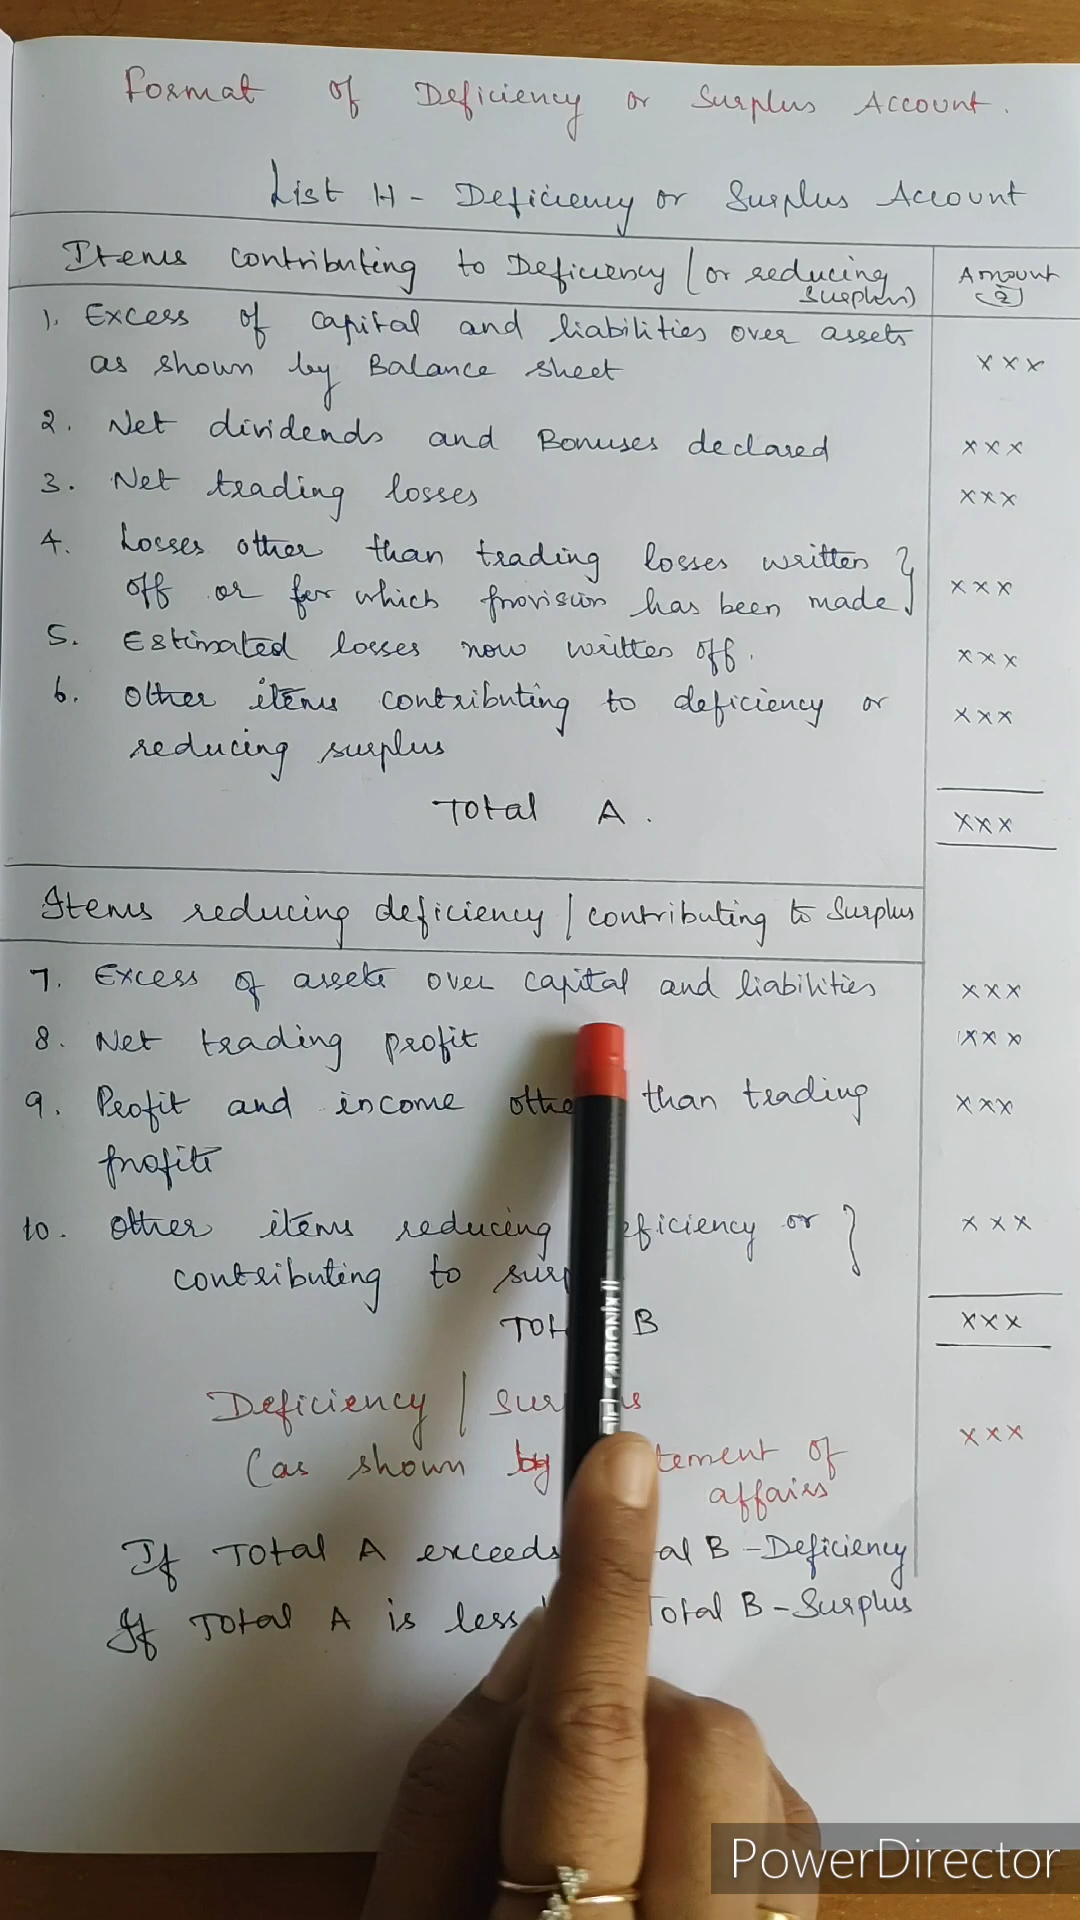 Format of Deficiency or Surplus Account.
List H - Deficiency or Surplus Account
Items contributing to Deficiency (or reducing surplus)
Amount
1. Excess of capital and liabilities over assets
as shown by Balance sheet
xxx
2. Net dividends and Bonuses declared
xxx
3. Net trading losses
xxx
4. Losses other than trading losses written
off or for which provision has been made
xxx
5. Estimated losses now written off.
xxx
6. other items contributing to deficiency or
reducing surplus
xxx
Total A.
xxx
Items reducing deficiency / contributing to Surplus
7. Excess of assets over capital and liabilities
xxx
8. Net trading profit
xxx
9. Profit and income than trading
profits
xxx
10. other items reducing or
contributing to
xxx
B
xxx
Deficiency /
(as shown by of
affairs
xxx
If Total A exceeds B - Deficiency
If Total A is less Total B - Surplus
CARBONIX II
PowerDirector